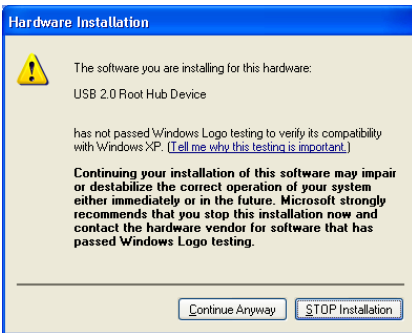 Hardware Installation
The software you are installing for this hardware:
USB 2.0 Root Hub Device
has not passed Windows Logo testing to verify its compatibility
with Windows XP. (Tell me why this testing is important.)
Continuing your installation of this software may impair
or destabilize the correct operation of your system
either immediately or in the future. Microsoft strongly
recommends that you stop this installation now and
contact the hardware vendor for software that has
passed Windows Logo testing.
Continue Anyway STOP Installation